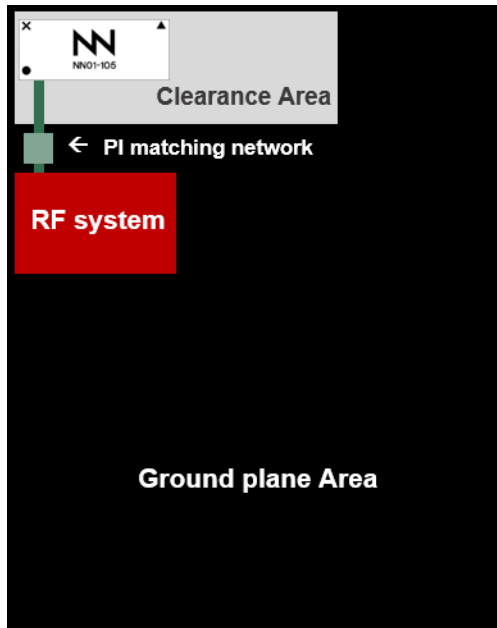 NN
NN01-105
Clearance Area
← PI matching network
RF system
Ground plane Area